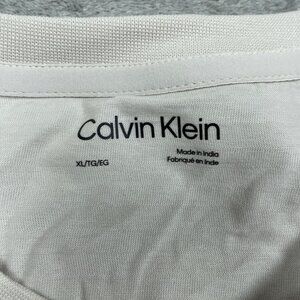 Calvin Klein
XL/TG/EG
Made in India
Fabriqué en Inde